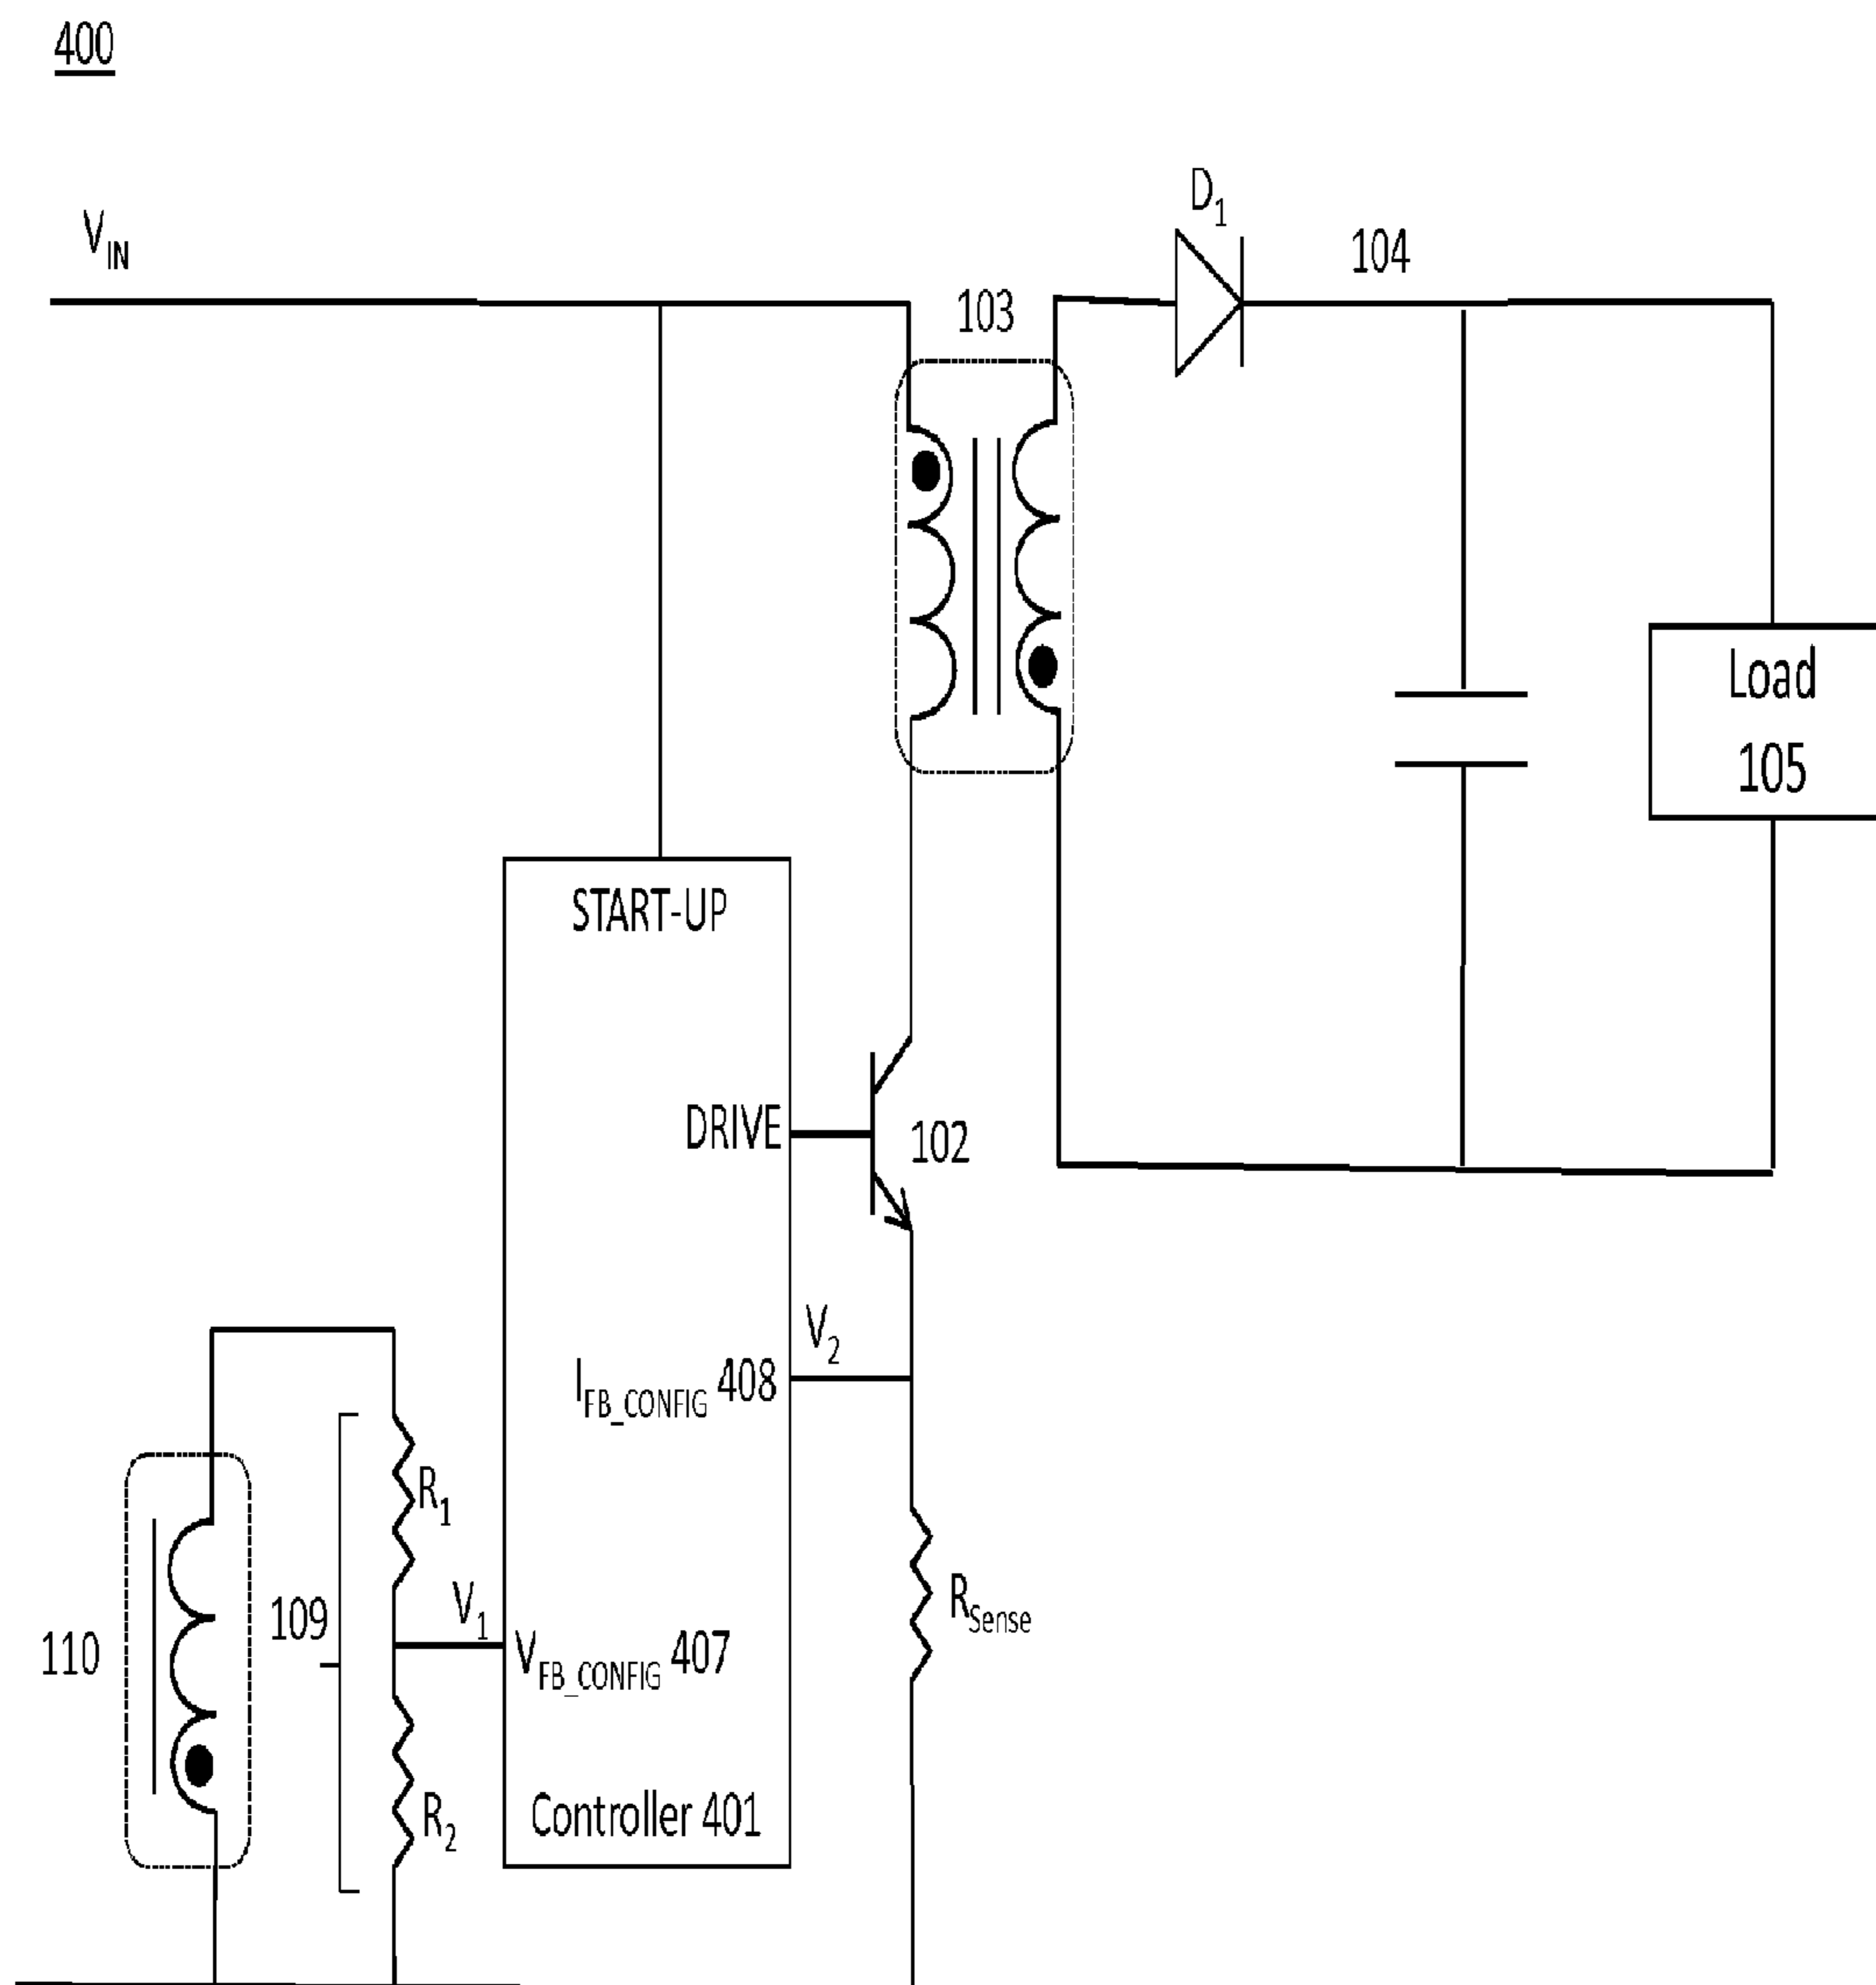 400
V_IN
D_1
104
103
Load
105
START-UP
DRIVE
102
V_2
I_FB_CONFIG 408
R_1
109
V_1
R_Sense
110
V_FB_CONFIG 407
R_2
Controller 401